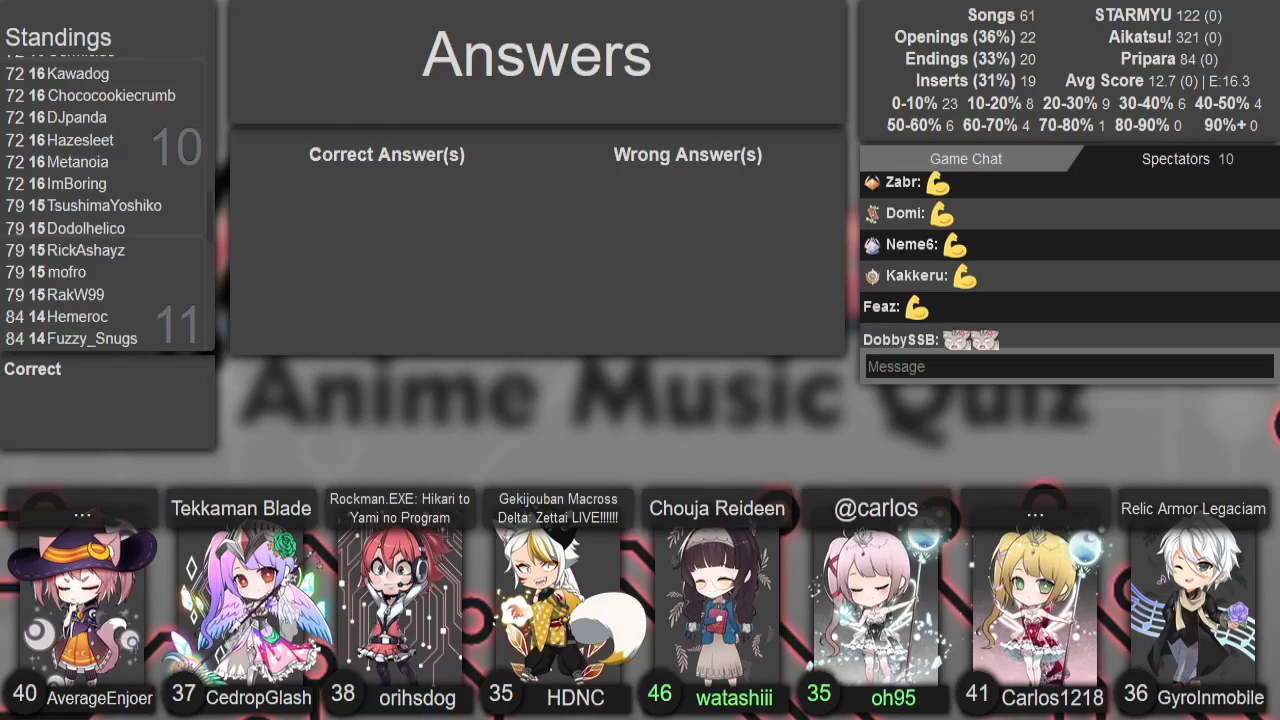 Standings
72 16 Kawadog
72 16 Chococookiecrumb
72 16 DJpanda
72 16 Hazesleet
72 16 Metanoia
72 16 ImBoring
10
79 15 TsushimaYoshiko
79 15 Dodolhelico
79 15 RickAshayz
79 15 mofro
79 15 RakW99
84 14 Hemeroc
84 14 Fuzzy_Snugs
11
Correct
Answers
Correct Answer(s) Wrong Answer(s)
Songs 61 STARMYU 122 (0)
Openings (36%) 22 Aikatsu! 321 (0)
Endings (33%) 20 Pripara 84 (0)
Inserts (31%) 19 Avg Score 12.7 (0) | E:16.3
0-10% 23 10-20% 8 20-30% 9 30-40% 6 40-50% 4
50-60% 6 60-70% 4 70-80% 1 80-90% 0 90%+ 0
Game Chat Spectators 10
Zabr: 💪
Domi: 💪
Neme6: 💪
Kakkeru: 💪
Feaz: 💪
DobbySSB:
Message
Anime Music Quiz
...
Tekkaman Blade
Rockman.EXE: Hikari to
Yami no Program
Gekijouban Macross
Delta: Zettai LIVE!!!!!!
Chouja Reideen
@carlos
...
Relic Armor Legaciam
40 AverageEnjoer
37 CedropGlash
38 orihsdog
35 HDNC
46 watashiii
35 oh95
41 Carlos1218
36 GyroInmobile